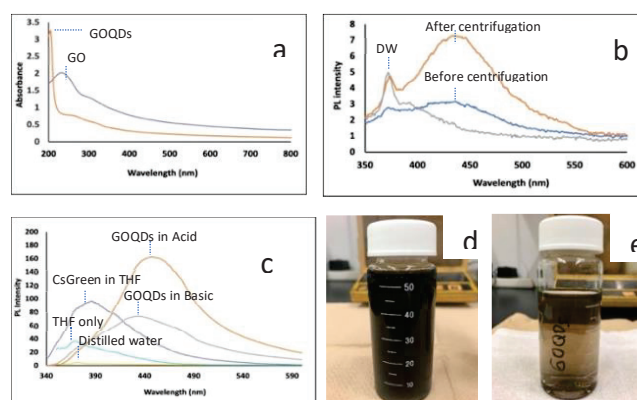 a
GOQDs
GO
Absorbance
3.5
3
2.5
2
1.5
1
0.5
0
200 300 400 500 600 700 800
Wavelength (nm)
b
After centrifugation
DW
Before centrifugation
PL intensity
8
7
6
5
4
3
2
1
0
350 400 450 500 550 600
Wavelength (nm)
c
GOQDs in Acid
CsGreen in THF
GOQDs in Basic
THF only
Distilled water
PL Intensity
200
180
160
140
120
100
80
60
40
20
0
340 390 440 490 540 590
Wavelength (nm)
d
50
40
30
20
10
e
GOQDs